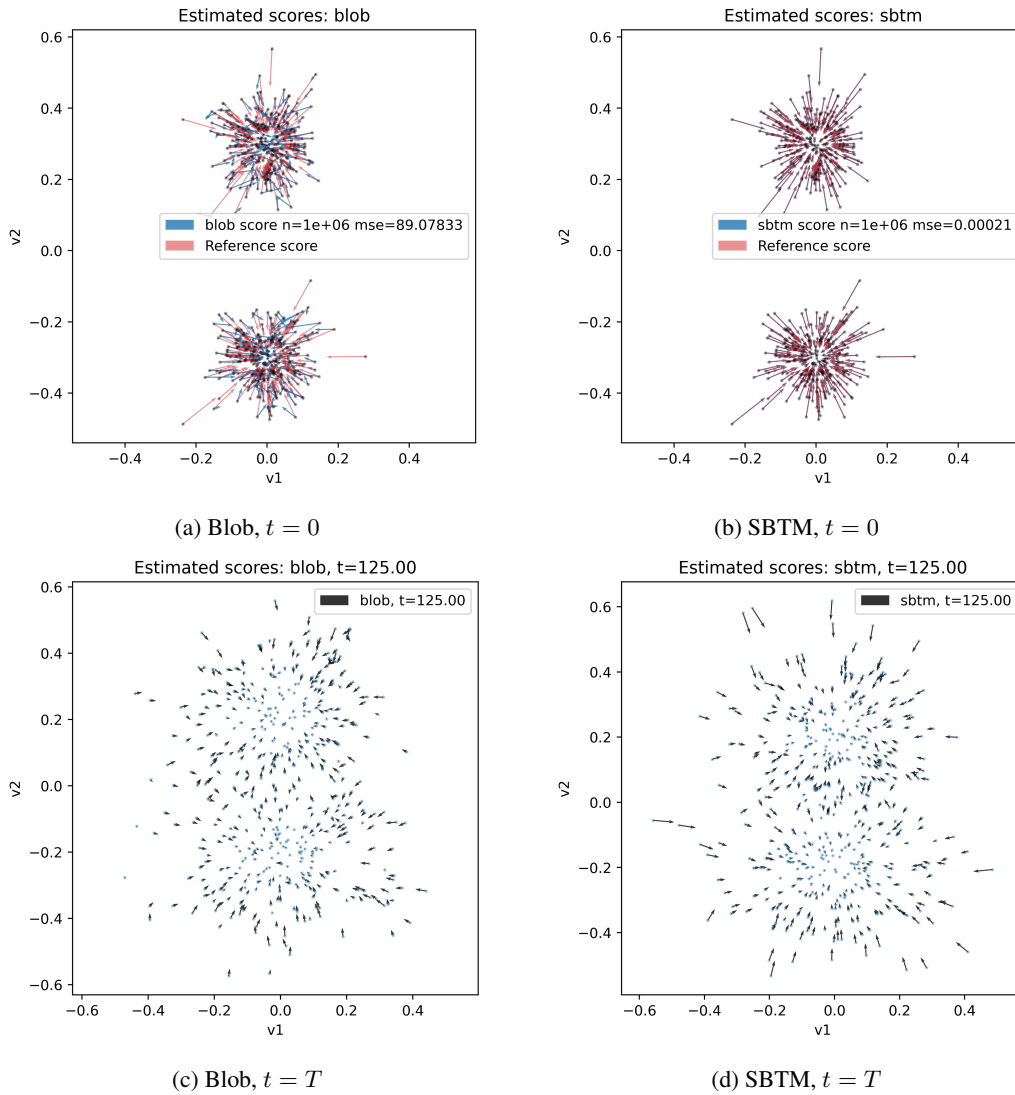 Estimated scores: blob
0.6
0.4
0.2
0.0
−0.2
−0.4
v2
blob score n=1e+06 mse=89.07833
Reference score
−0.4 −0.2 0.0 0.2 0.4
v1
(a) Blob, t = 0
Estimated scores: sbtm
0.6
0.4
0.2
0.0
−0.2
−0.4
v2
sbtm score n=1e+06 mse=0.00021
Reference score
−0.4 −0.2 0.0 0.2 0.4
v1
(b) SBTM, t = 0
Estimated scores: blob, t=125.00
0.6
0.4
0.2
0.0
−0.2
−0.4
−0.6
v2
blob, t=125.00
−0.6 −0.4 −0.2 0.0 0.2 0.4
v1
(c) Blob, t = T
Estimated scores: sbtm, t=125.00
0.6
0.4
0.2
0.0
−0.2
−0.4
v2
sbtm, t=125.00
−0.6 −0.4 −0.2 0.0 0.2 0.4
v1
(d) SBTM, t = T